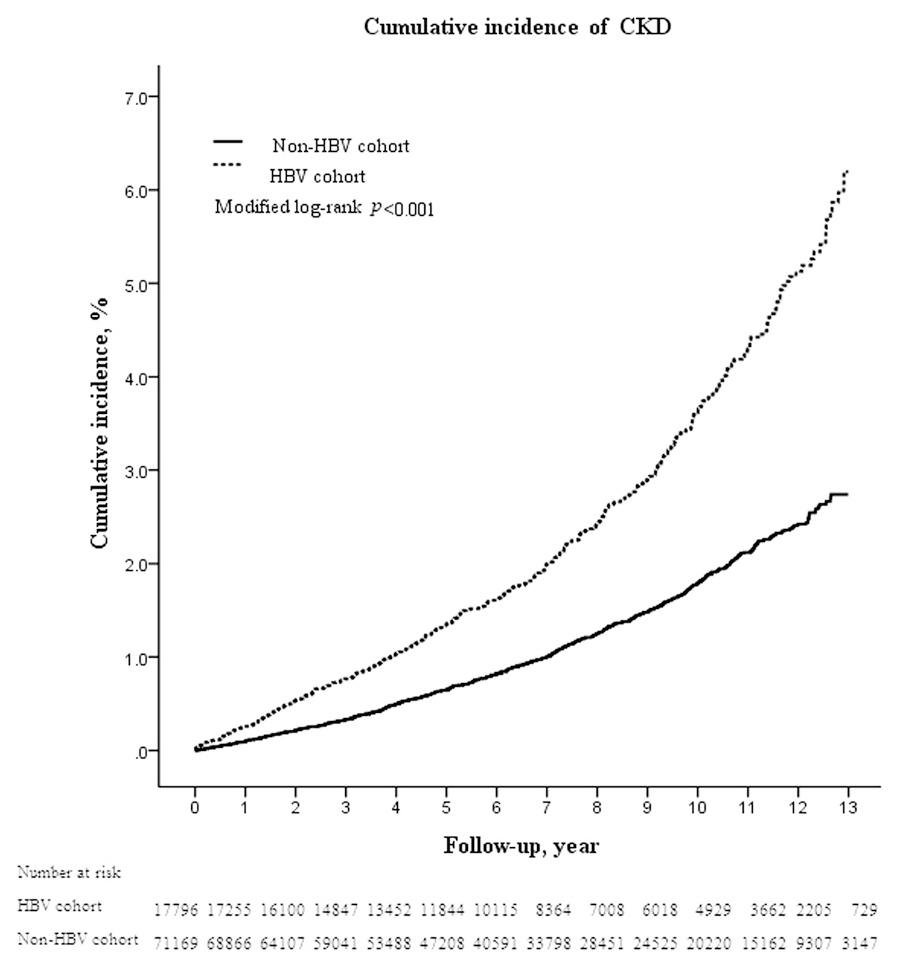 Cumulative incidence of CKD
7.0
6.0
5.0
4.0
3.0
2.0
1.0
.0
Cumulative incidence, %
Non-HBV cohort
HBV cohort
Modified log-rank p<0.001
0 1 2 3 4 5 6 7 8 9 10 11 12 13
Follow-up, year
Number at risk
HBV cohort 17796 17255 16100 14847 13452 11844 10115 8364 7008 6018 4929 3662 2205 729
Non-HBV cohort 71169 68866 64107 59041 53488 47208 40591 33798 28451 24525 20220 15162 9307 3147